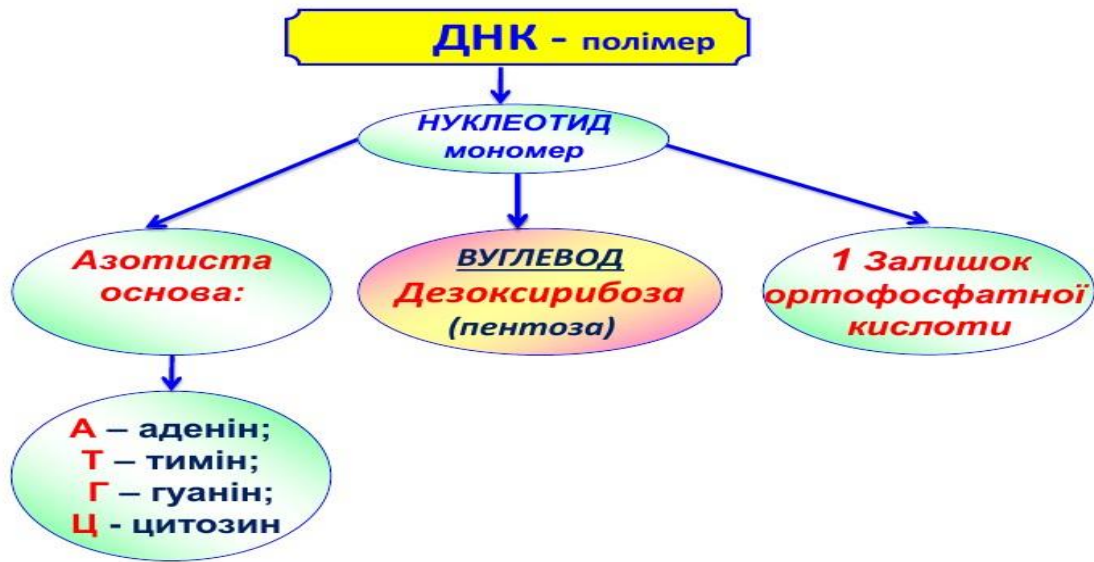 ДНК - полімер
НУКЛЕОТИД
мономер
Азотиста
основа:
ВУГЛЕВОД
Дезоксирибоза
(пентоза)
1 Залишок
ортофосфатної
кислоти
А – аденін;
Т – тимін;
Г – гуанін;
Ц - цитозин